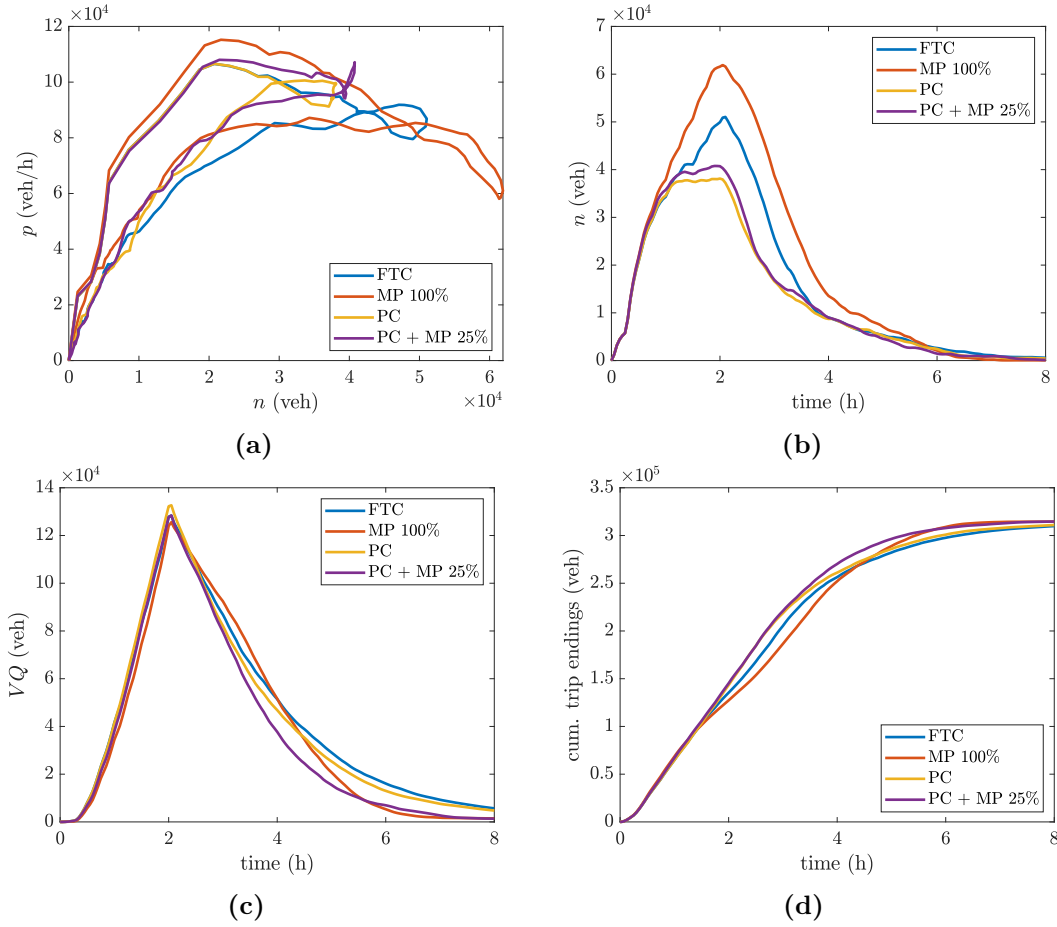 ×10⁴
12
10
8
6
4
2
0
p (veh/h)
FTC
MP 100%
PC
PC + MP 25%
0 1 2 3 4 5 6
×10⁴
n (veh)
(a)
×10⁴
7
6
5
4
3
2
1
0
n (veh)
FTC
MP 100%
PC
PC + MP 25%
0 2 4 6 8
time (h)
(b)
×10⁴
14
12
10
8
6
4
2
0
VQ (veh)
FTC
MP 100%
PC
PC + MP 25%
0 2 4 6 8
time (h)
(c)
×10⁵
3.5
3
2.5
2
1.5
1
0.5
0
cum. trip endings (veh)
FTC
MP 100%
PC
PC + MP 25%
0 2 4 6 8
time (h)
(d)